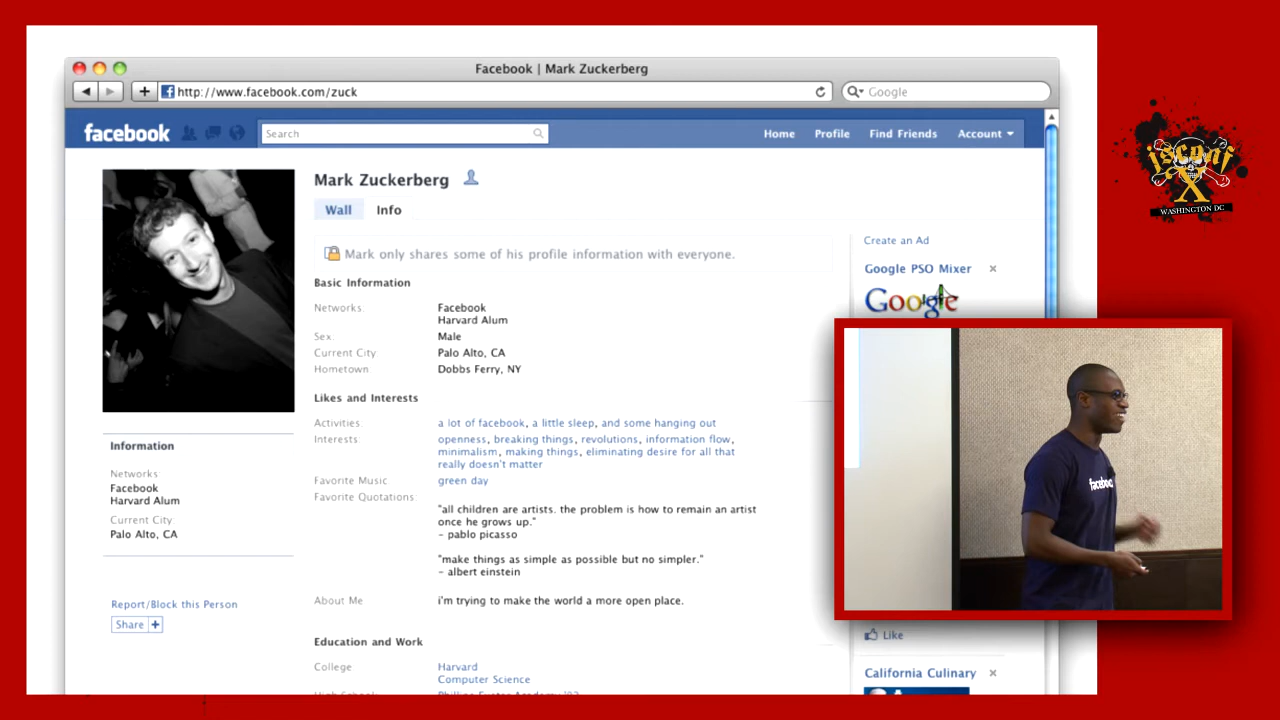 Facebook | Mark Zuckerberg
http://www.facebook.com/zuck
Google
facebook
Search
Home Profile Find Friends Account
Mark Zuckerberg
Wall Info
Mark only shares some of his profile information with everyone.
Basic Information
Networks: Facebook
Harvard Alum
Sex: Male
Current City Palo Alto, CA
Hometown Dobbs Ferry, NY
Likes and Interests
Activities: a lot of facebook, a little sleep, and some hanging out
Interests: openness, breaking things, revolutions, information flow,
minimalism, making things, eliminating desire for all that
really doesn't matter
Favorite Music green day
Favorite Quotations:
"all children are artists. the problem is how to remain an artist
once he grows up."
- pablo picasso
"make things as simple as possible but no simpler."
- albert einstein
About Me i'm trying to make the world a more open place.
Education and Work
College Harvard
Computer Science
Information
Networks:
Facebook
Harvard Alum
Current City
Palo Alto, CA
Report/Block this Person
Share +
Create an Ad
Google PSO Mixer
Google
Like
California Culinary
jsconf
X
WASHINGTON DC